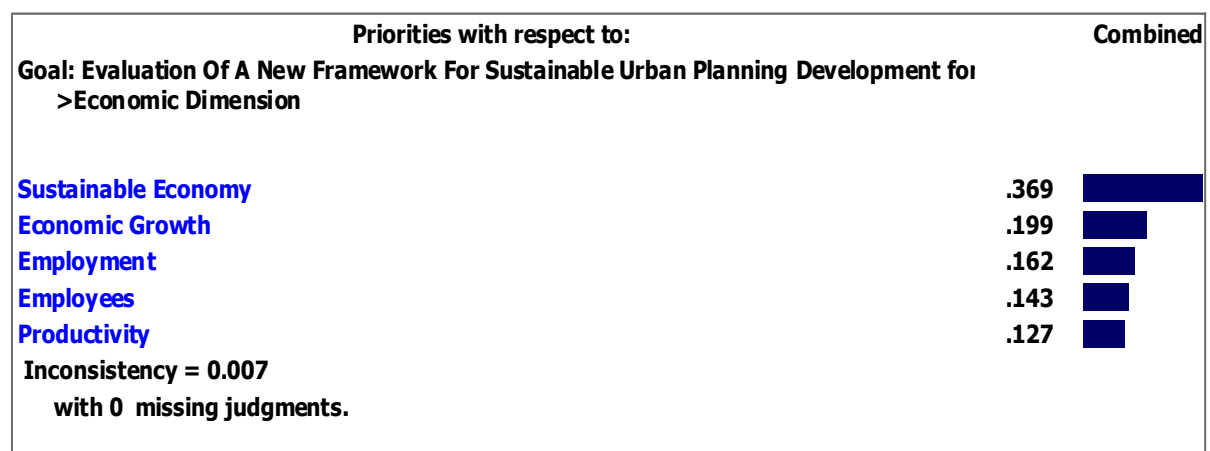 Priorities with respect to: Combined
Goal: Evaluation Of A New Framework For Sustainable Urban Planning Development for
>Economic Dimension
Sustainable Economy .369
Economic Growth .199
Employment .162
Employees .143
Productivity .127
Inconsistency = 0.007
with 0 missing judgments.